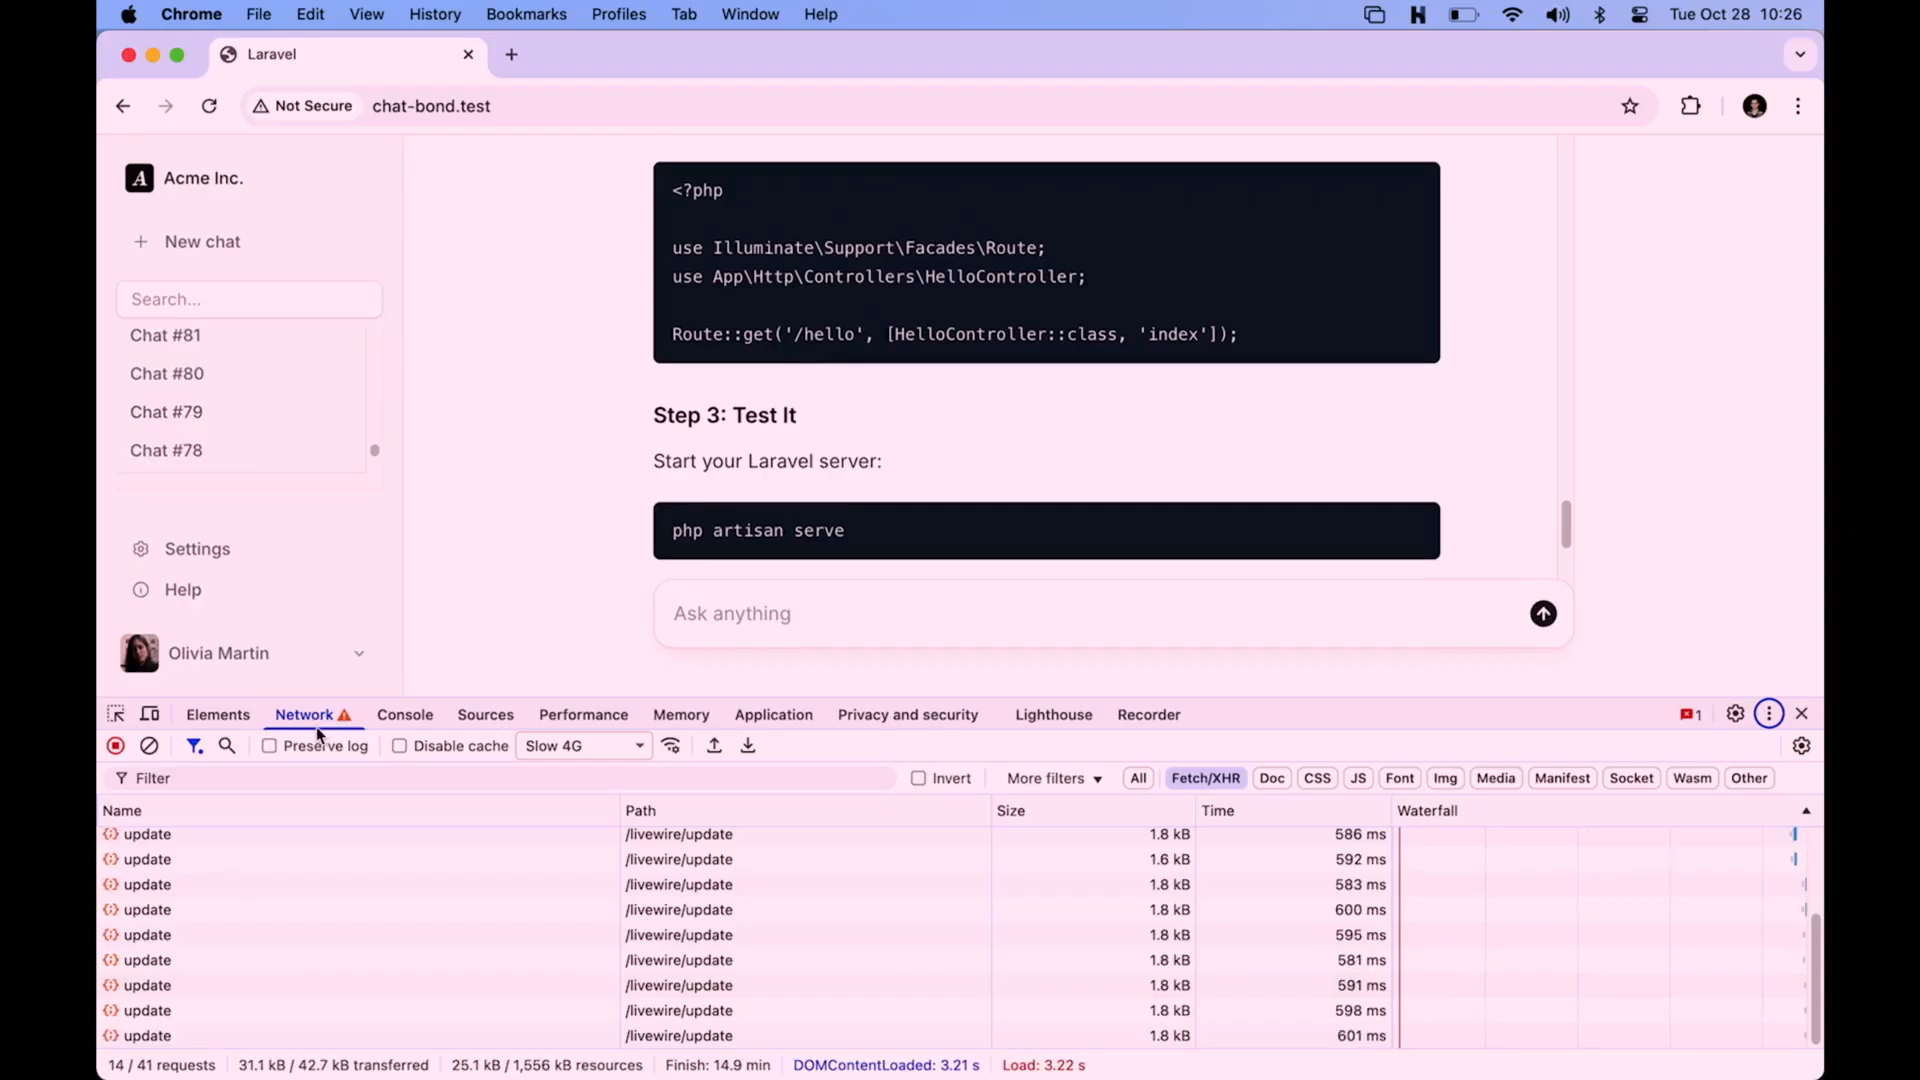 Chrome File Edit View History Bookmarks Profiles Tab Window Help Tue Oct 28 10:26
Laravel
Not Secure chat-bond.test
A Acme Inc.
New chat
Search...
Chat #81
Chat #80
Chat #79
Chat #78
Settings
Help
Olivia Martin
<?php
use Illuminate\Support\Facades\Route;
use App\Http\Controllers\HelloController;
Route::get('/hello', [HelloController::class, 'index']);
Step 3: Test It
Start your Laravel server:
php artisan serve
Ask anything
Elements Network Console Sources Performance Memory Application Privacy and security Lighthouse Recorder 1
Preserve log Disable cache Slow 4G
Filter Invert More filters All Fetch/XHR Doc CSS JS Font Img Media Manifest Socket Wasm Other
Name Path Size Time Waterfall
update /livewire/update 1.8 kB 586 ms
update /livewire/update 1.6 kB 592 ms
update /livewire/update 1.8 kB 583 ms
update /livewire/update 1.8 kB 600 ms
update /livewire/update 1.8 kB 595 ms
update /livewire/update 1.8 kB 581 ms
update /livewire/update 1.8 kB 591 ms
update /livewire/update 1.8 kB 598 ms
update /livewire/update 1.8 kB 601 ms
14 / 41 requests 31.1 kB / 42.7 kB transferred 25.1 kB / 1,556 kB resources Finish: 14.9 min DOMContentLoaded: 3.21 s Load: 3.22 s